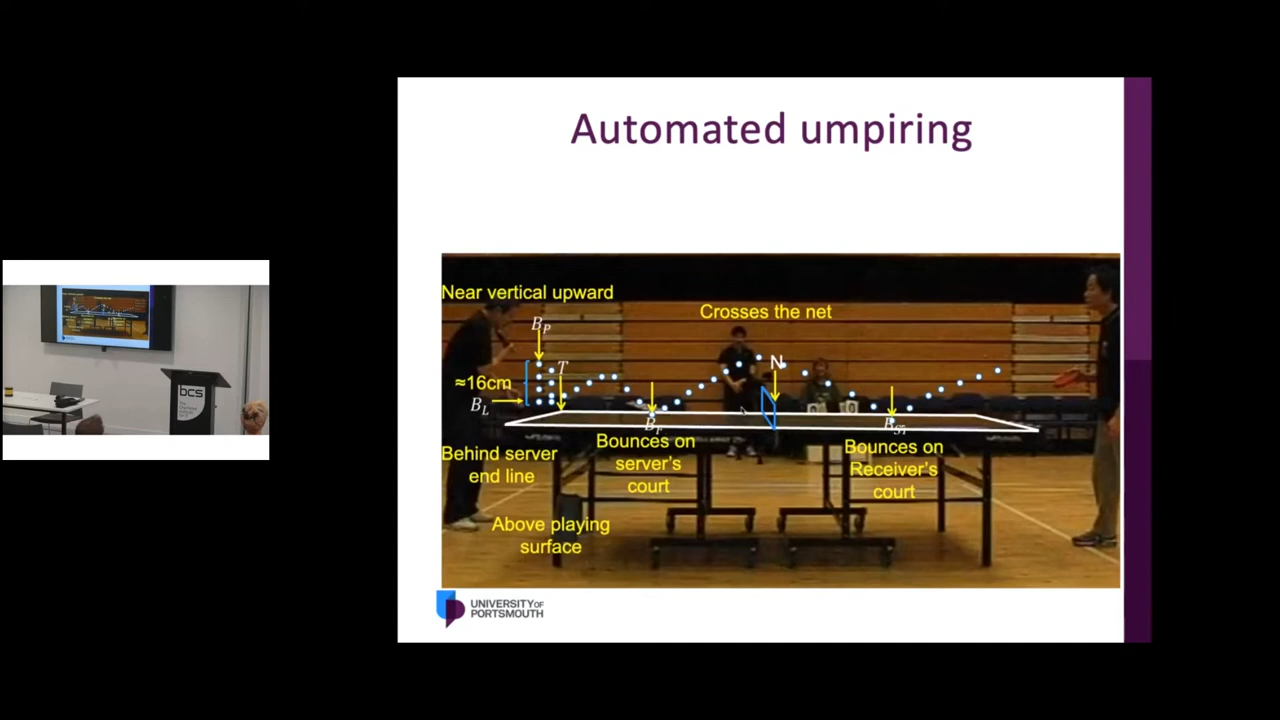 Automated umpiring
Near vertical upward
Crosses the net
B_P
N
T
≈16cm
B_L
B_F
Bounces on
server's
court
Bounces on
Receiver's
court
Behind server
end line
Above playing
surface
UNIVERSITY OF
PORTSMOUTH
bcs